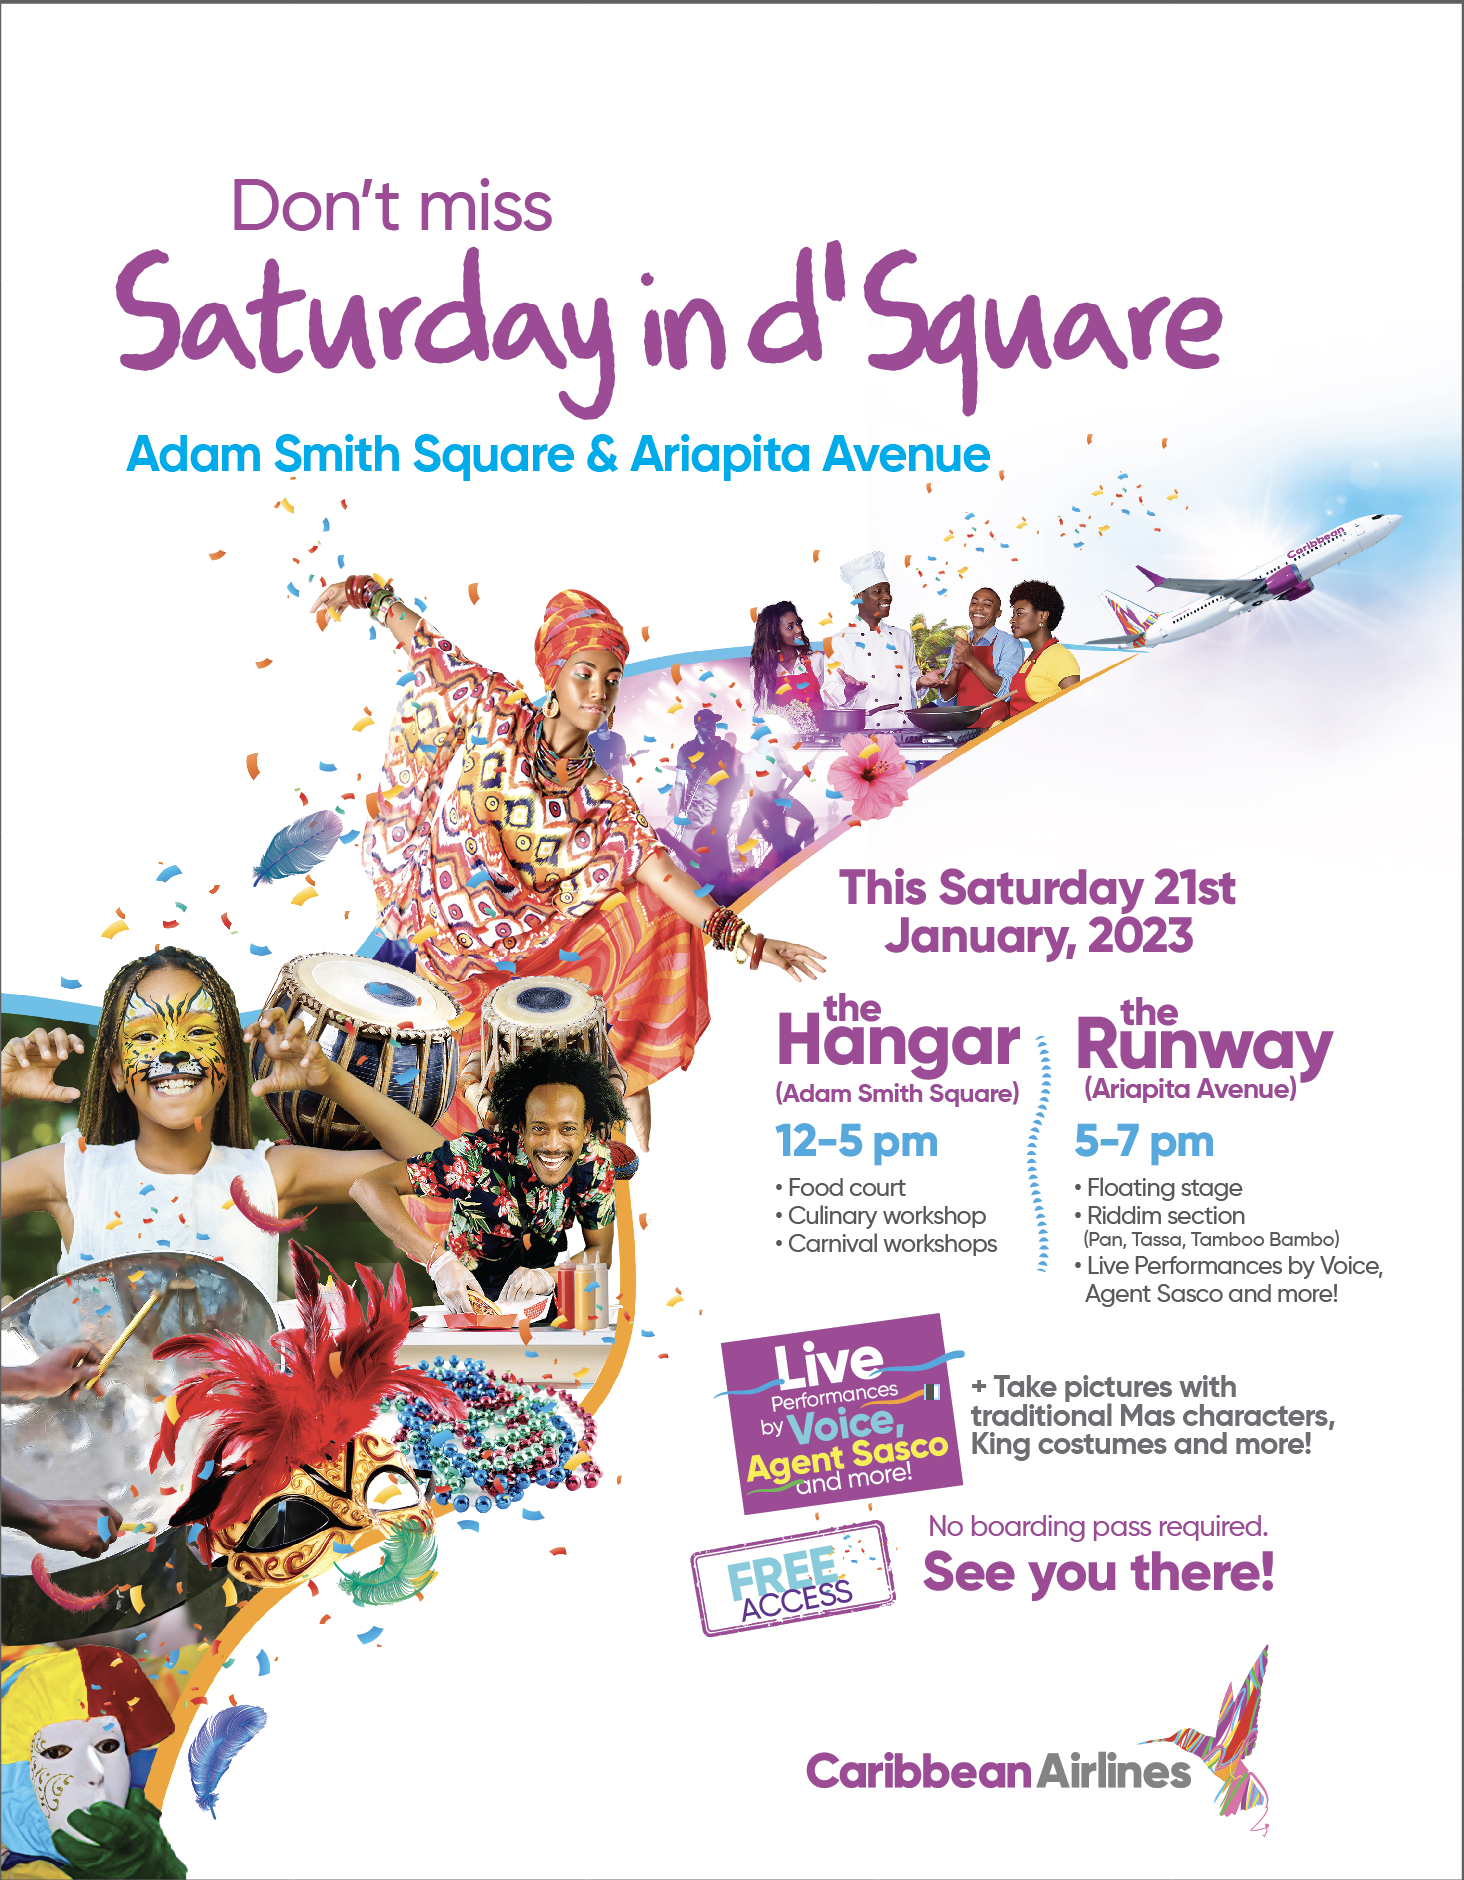 Don't miss
Saturday in d' Square
Adam Smith Square & Ariapita Avenue
Caribbean
This Saturday 21st
January, 2023
the
Hangar
(Adam Smith Square)
12-5 pm
• Food court
• Culinary workshop
• Carnival workshops
the
Runway
(Ariapita Avenue)
5-7 pm
• Floating stage
• Riddim section
(Pan, Tassa, Tamboo Bambo)
• Live Performances by Voice,
Agent Sasco and more!
Live
Performances
by Voice,
Agent Sasco
and more!
+ Take pictures with
traditional Mas characters,
King costumes and more!
FREE
ACCESS
No boarding pass required.
See you there!
Caribbean Airlines